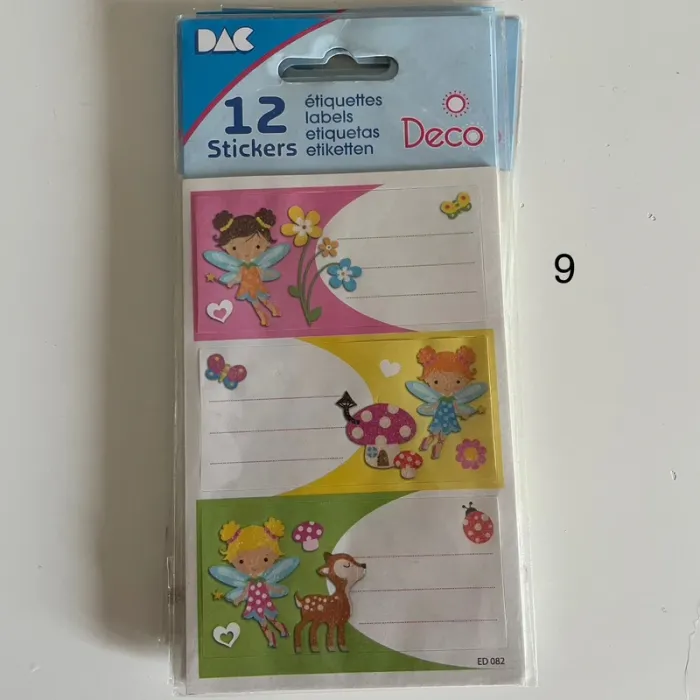 DAC
12
Stickers
étiquettes
labels
etiquetas
etiketten
Deco
9
ED 082